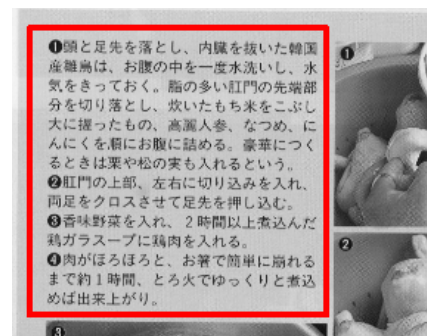 ❶頭と足先を落とし、内臓を抜いた韓国
産雛鳥は、お腹の中を一度水洗いし、水
気をきっておく。脂の多い肛門の先端部
分を切り落とし、炊いたもち米をこぶし
大に握ったもの、高麗人参、なつめ、に
んにくを順にお腹に詰める。豪華につく
るときは栗や松の実も入れるという。
❷肛門の上部、左右に切り込みを入れ、
両足をクロスさせて足先を押し込む。
❸香味野菜を入れ、2時間以上煮込んだ
鶏ガラスープに鶏肉を入れる。
❹肉がほろほろと、お箸で簡単に崩れる
まで約1時間、とろ火でゆっくりと煮込
めば出来上がり。
❶
❷
❸